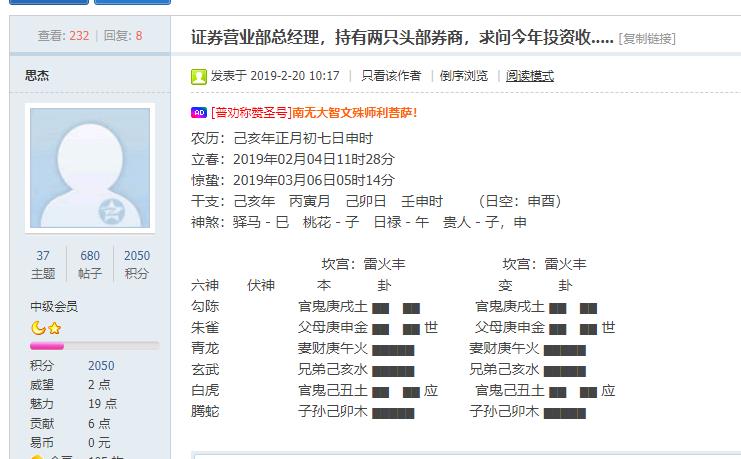 查看: 232 | 回复: 8
证券营业部总经理，持有两只头部券商，求问今年投资收..... [复制链接]
思杰
发表于 2019-2-20 10:17 | 只看该作者 | 倒序浏览 | 阅读模式
AD [普劝称赞圣号]南无大智文殊师利菩萨！
农历：己亥年正月初七日申时
立春：2019年02月04日11时28分
惊蛰：2019年03月06日05时14分
干支：己亥年 丙寅月 己卯日 壬申时 （日空：申酉）
神煞：驿马－巳 桃花－子 日禄－午 贵人－子，申
坎宫：雷火丰 坎宫：雷火丰
六神 伏神 本 卦 变 卦
勾陈 官鬼庚戌土 官鬼庚戌土
朱雀 父母庚申金 世 父母庚申金 世
青龙 妻财庚午火 妻财庚午火
玄武 兄弟己亥水 兄弟己亥水
白虎 官鬼己丑土 应 官鬼己丑土 应
腾蛇 子孙己卯木 子孙己卯木
37 680 2050
主题 帖子 积分
中级会员
积分 2050
威望 2 点
魅力 19 点
贡献 6 点
易币 0 元